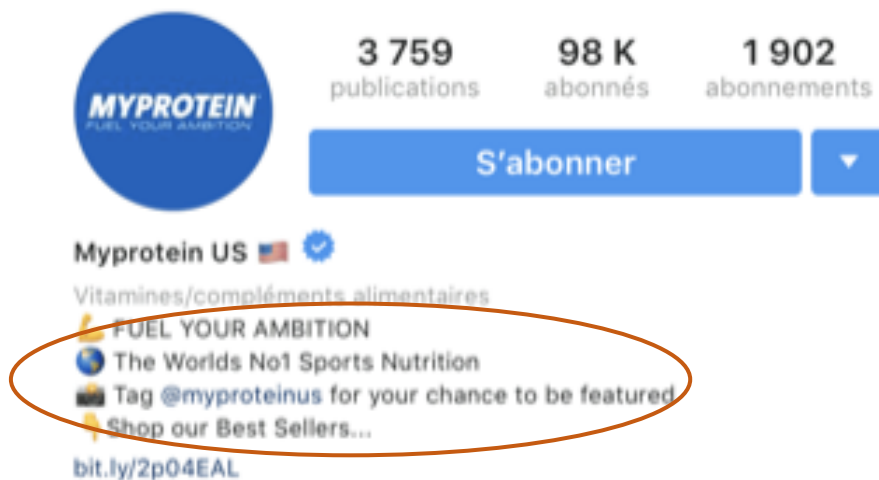 3 759 98 K 1 902
publications abonnés abonnements
MYPROTEIN
FUEL YOUR AMBITION
S'abonner
Myprotein US 🇺🇸
Vitamines/compléments alimentaires
💪 FUEL YOUR AMBITION
🌎 The Worlds No1 Sports Nutrition
📸 Tag @myproteinus for your chance to be featured
👇Shop our Best Sellers...
bit.ly/2p04EAL